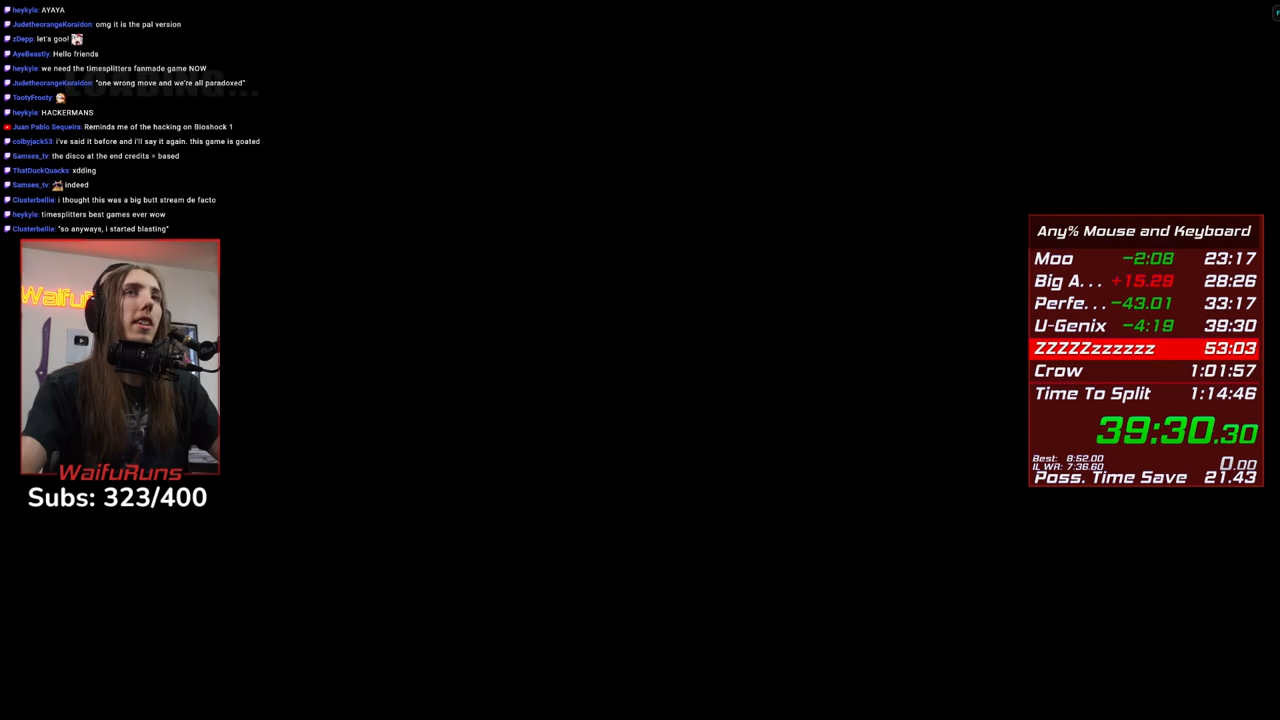 heykyle: AYAYA
JudetheorangeKoraidon: omg it is the pal version
zDepp: let's goo!
AyeBeastly: Hello friends
heykyle: we need the timesplitters fanmade game NOW
JudetheorangeKoraidon: "one wrong move and we're all paradoxed"
TootyFrooty:
heykyle: HACKERMANS
Juan Pablo Sequeira: Reminds me of the hacking on Bioshock 1
colbyjack53: i've said it before and i'll say it again. this game is goated
Samses_tv: the disco at the end credits = based
ThatDuckQuacks: xdding
Samses_tv: indeed
Clusterbellie: i thought this was a big butt stream de facto
heykyle: timesplitters best games ever wow
Clusterbellie: "so anyways, i started blasting"
WaifuRuns
Subs: 323/400
Any% Mouse and Keyboard
Moo -2:08 23:17
Big A... +15.29 28:26
Perfe... -43.01 33:17
U-Genix -4:19 39:30
ZZZZZzzzzzz 53:03
Crow 1:01:57
Time To Split 1:14:46
39:30.30
Best: 8:52.00
IL WR: 7:36.60 0.00
Poss. Time Save 21.43